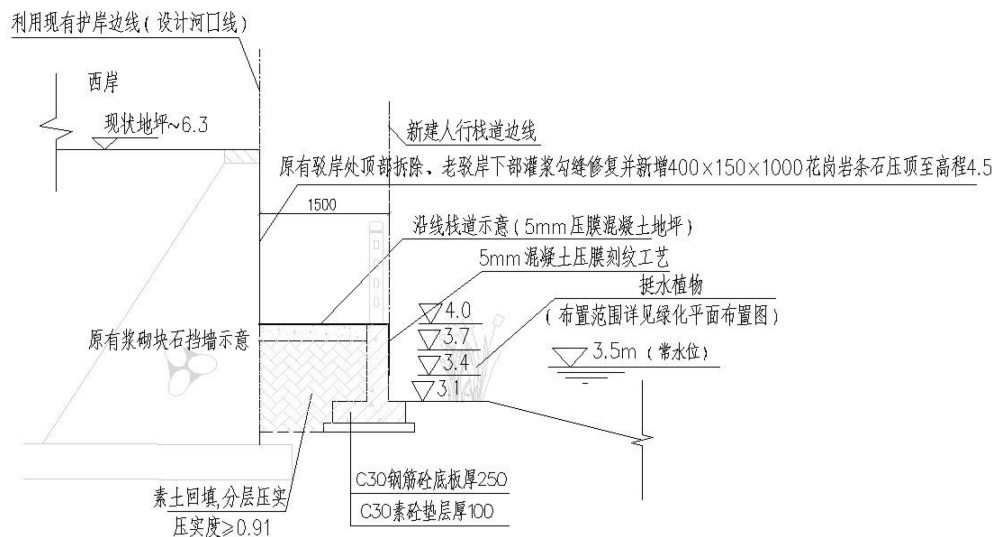 利用现有护岸边线(设计河口线)
西岸
现状地坪~6.3
新建人行栈道边线
原有驳岸处顶部拆除、老驳岸下部灌浆勾缝修复并新增400×150×1000花岗岩条石压顶至高程4.5
1500
沿线栈道示意(5mm压膜混凝土地坪)
5mm混凝土压膜刻纹工艺
挺水植物
(布置范围详见绿化平面布置图)
4.0
3.7
3.4
3.1
3.5m(常水位)
原有浆砌块石挡墙示意
C30钢筋砼底板厚250
C30素砼垫层厚100
素土回填,分层压实
压实度≥0.91